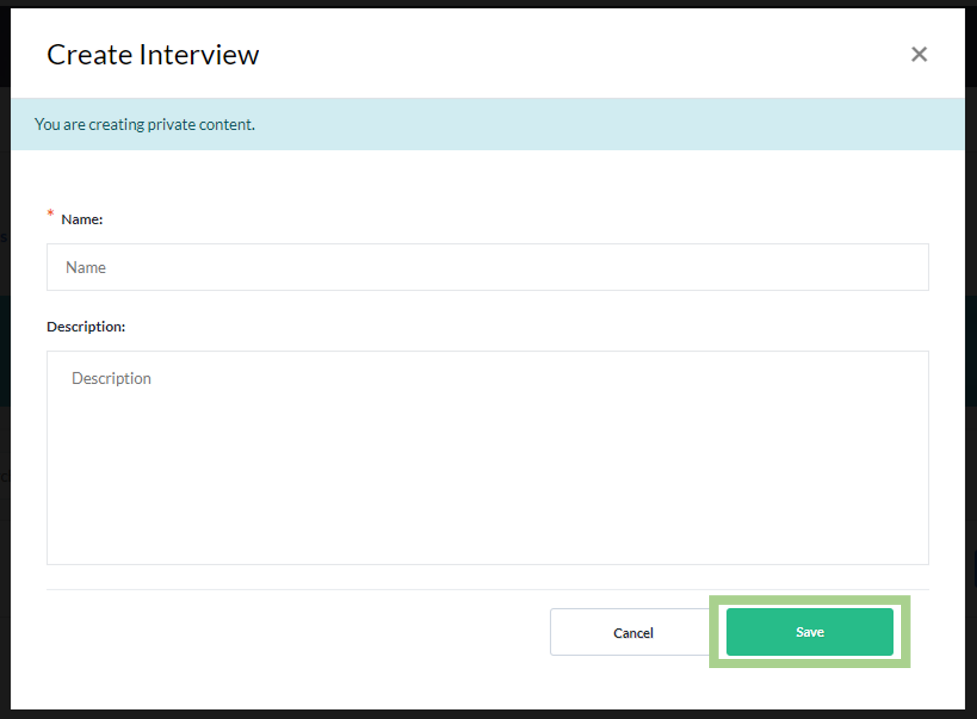 Create Interview
You are creating private content.
* Name:
Name
Description:
Description
Cancel
Save